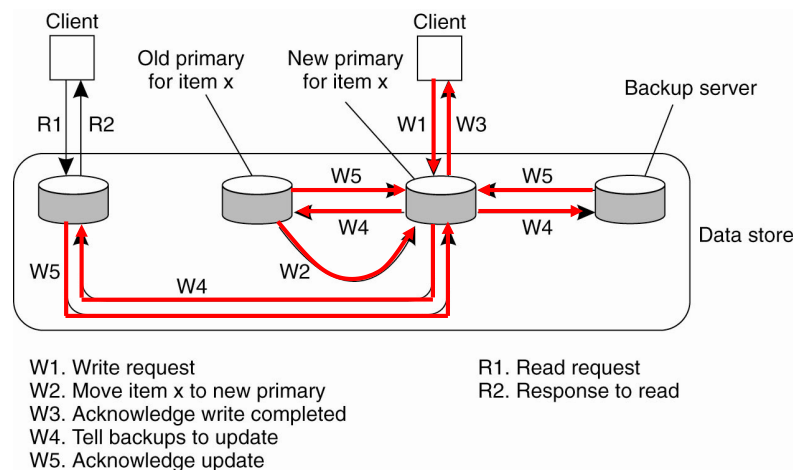 Client
Client
Old primary
for item x
New primary
for item x
Backup server
R1
R2
W1
W3
W5
W5
W4
W4
Data store
W5
W2
W4
W1. Write request
W2. Move item x to new primary
W3. Acknowledge write completed
W4. Tell backups to update
W5. Acknowledge update
R1. Read request
R2. Response to read